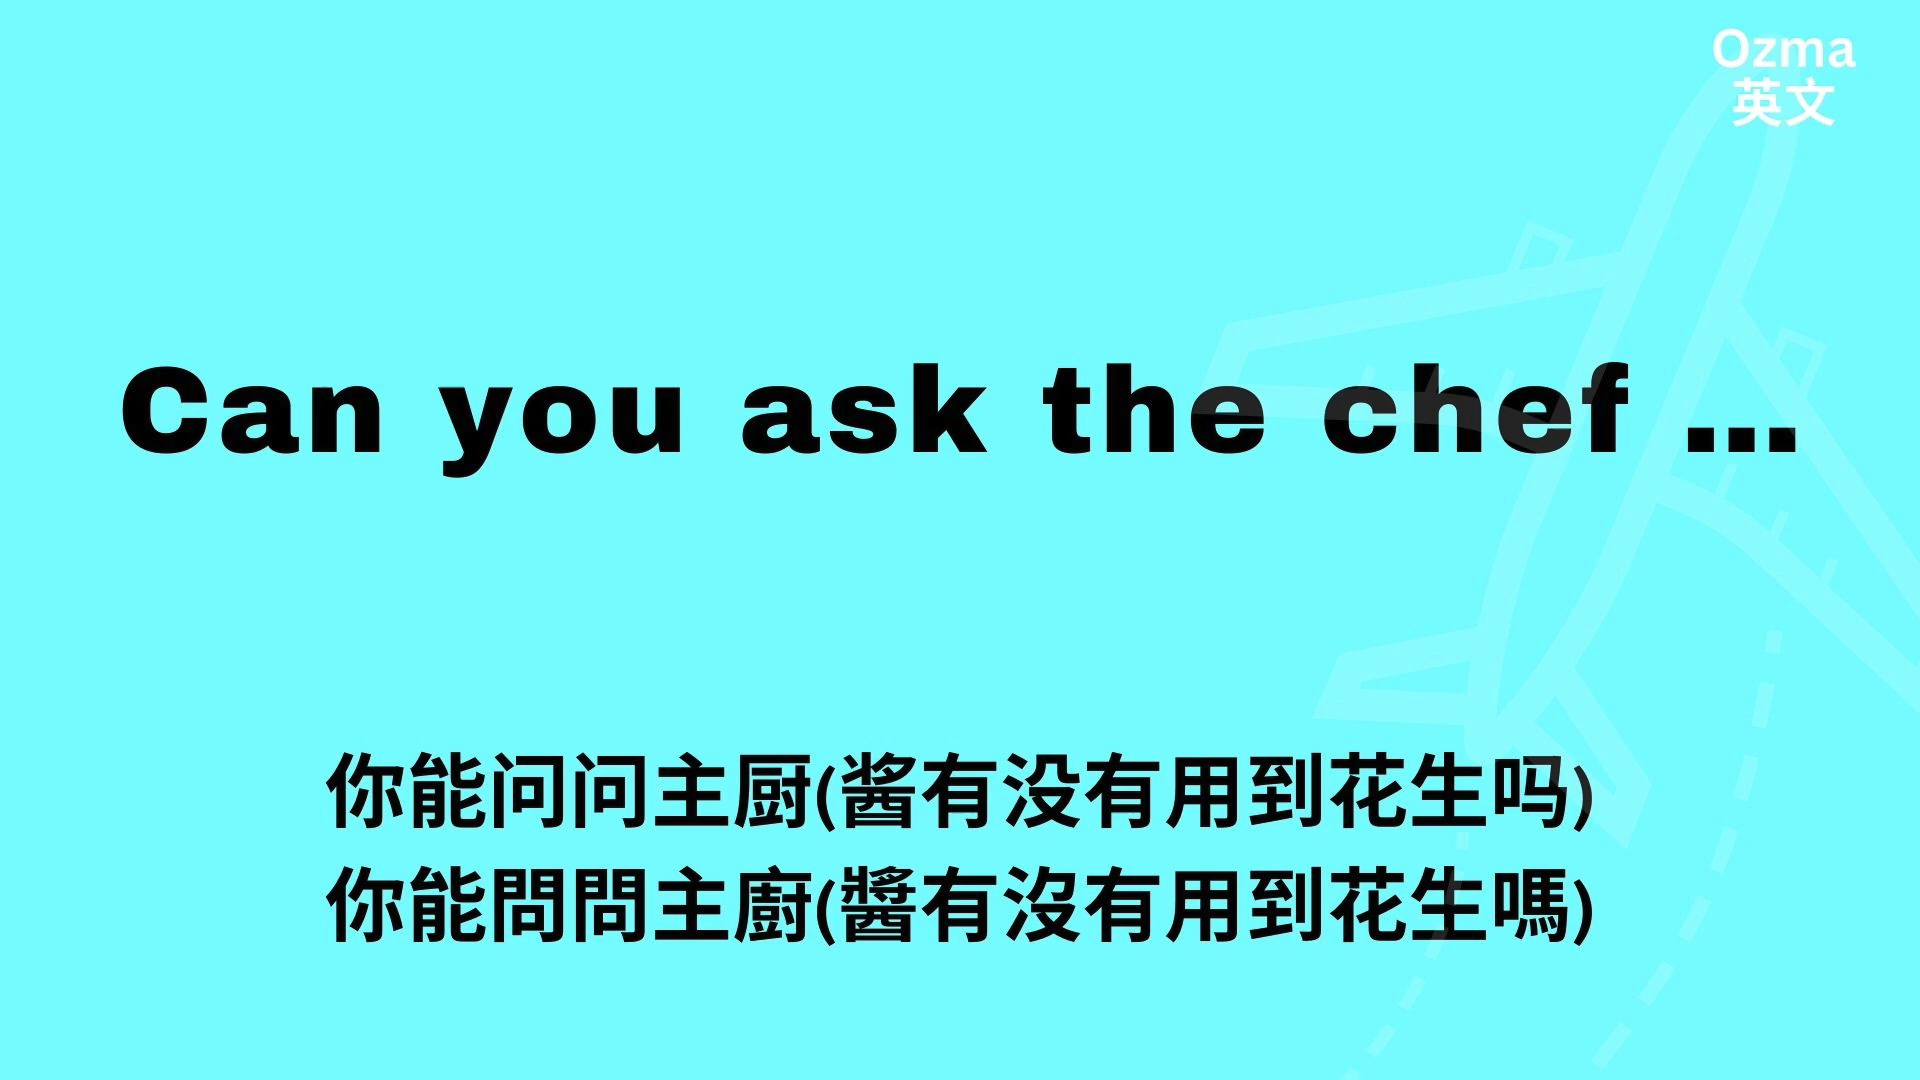 Ozma
英文
Can you ask the chef ...
你能问问主厨(酱有没有用到花生吗)
你能問問主廚(醬有沒有用到花生嗎)